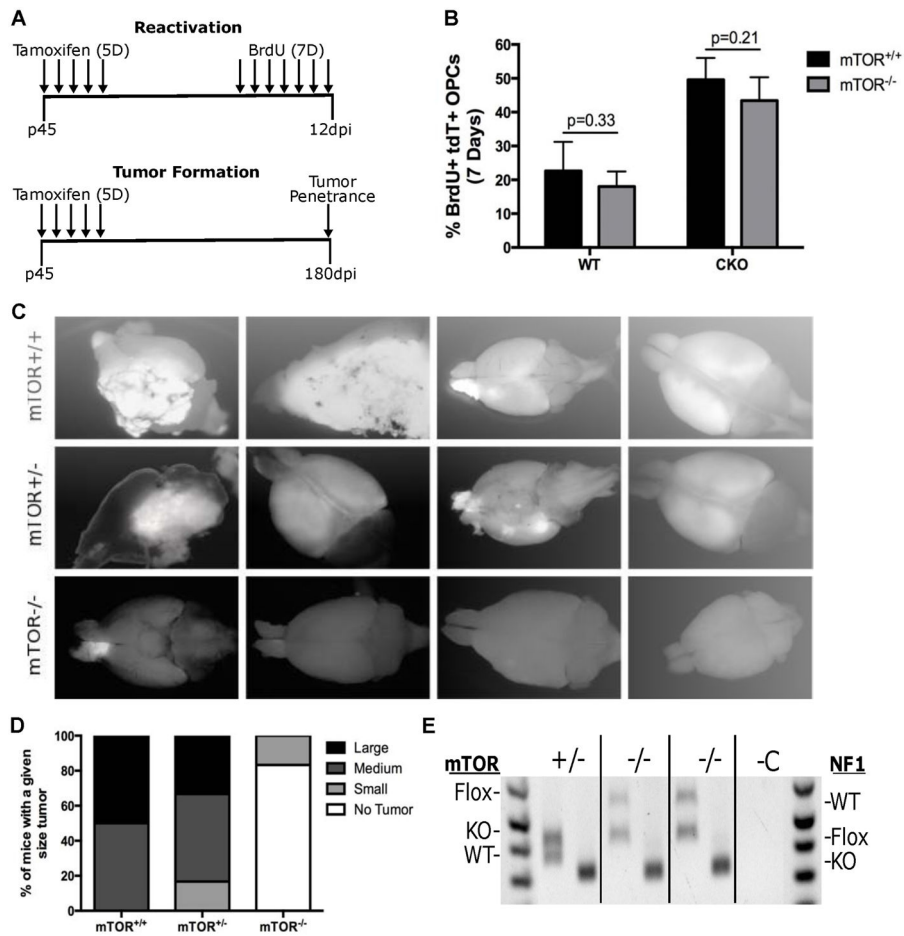 A
Reactivation
Tamoxifen (5D)
BrdU (7D)
p45
12dpi
Tumor Formation
Tamoxifen (5D)
Tumor
Penetrance
p45
180dpi
B
% BrdU+ tdT+ OPCs
(7 Days)
60
50
40
30
20
10
0
p=0.33
p=0.21
WT
CKO
mTOR+/+
mTOR-/-
C
mTOR+/+
mTOR+/-
mTOR-/-
D
% of mice with a given
size tumor
100
80
60
40
20
0
mTOR+/+
mTOR+/-
mTOR-/-
Large
Medium
Small
No Tumor
E
mTOR
+/-
-/-
-/-
-C
NF1
Flox-
KO-
WT-
-WT
-Flox
-KO